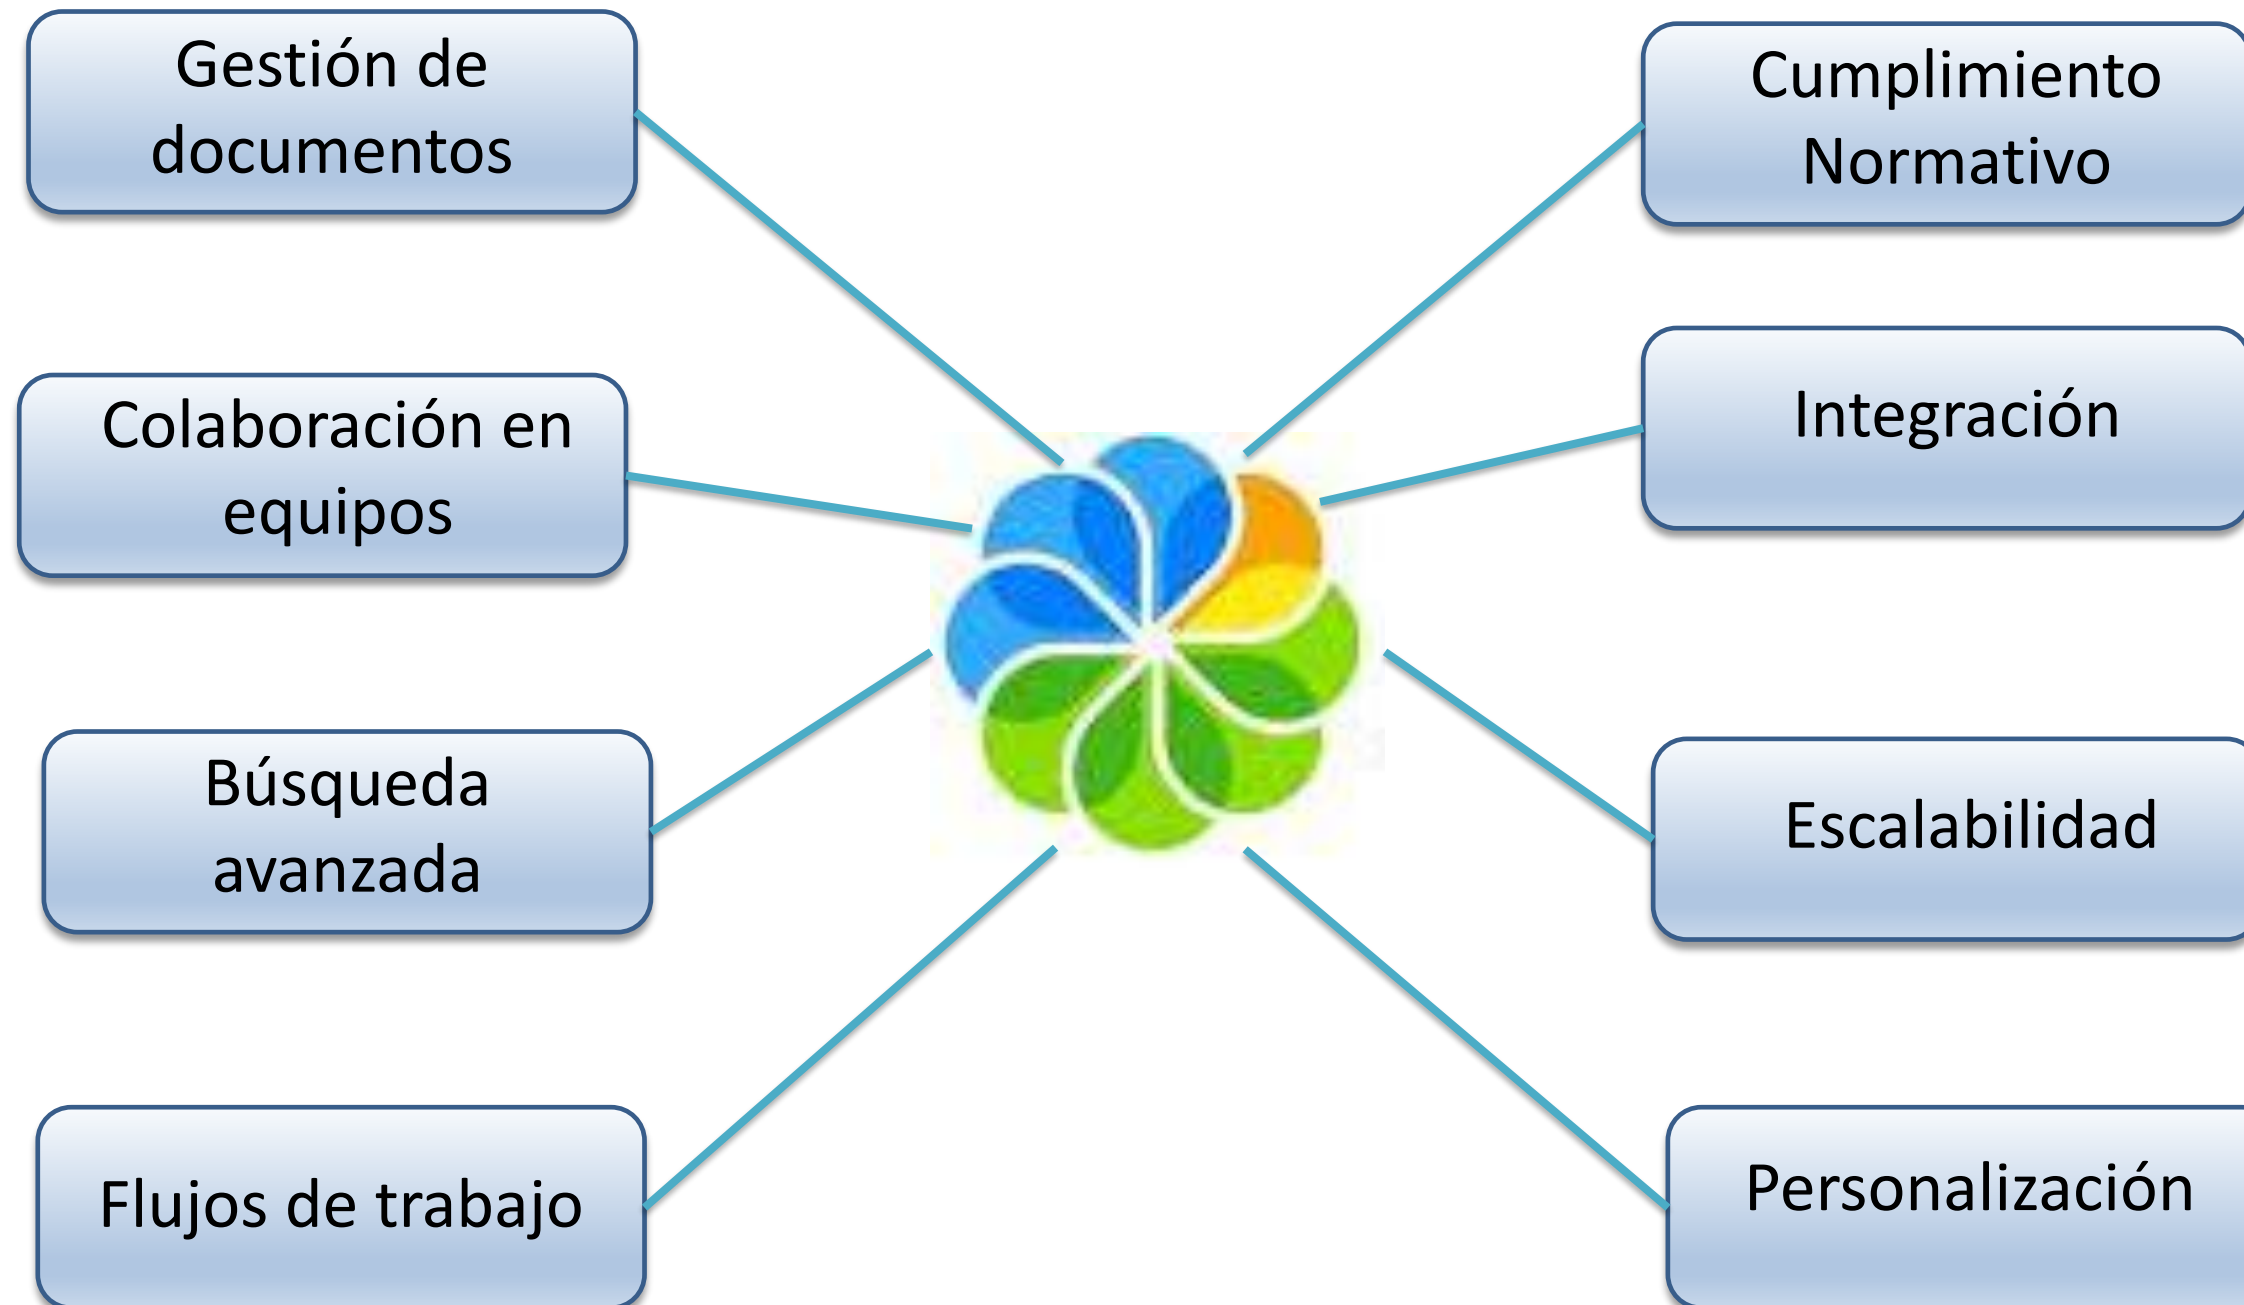 Gestión de
documentos
Colaboración en
equipos
Búsqueda
avanzada
Flujos de trabajo
Cumplimiento
Normativo
Integración
Escalabilidad
Personalización